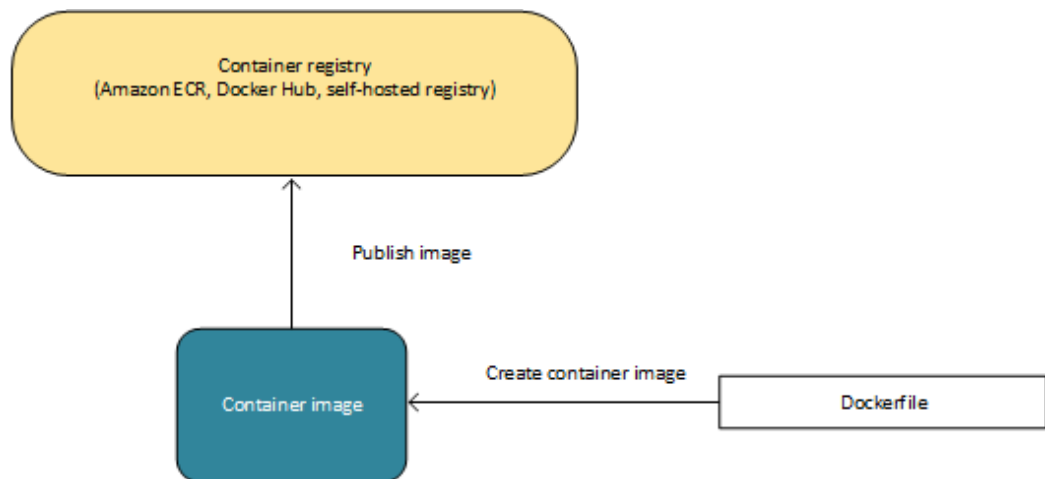 Container registry
(Amazon ECR, Docker Hub, self-hosted registry)
Publish image
Create container image
Container image
Dockerfile